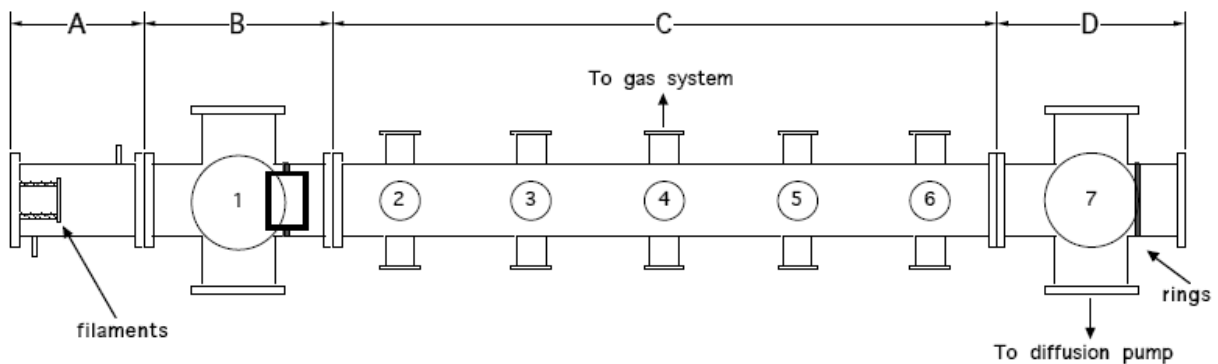 A
B
C
D
To gas system
1
2
3
4
5
6
7
filaments
rings
To diffusion pump